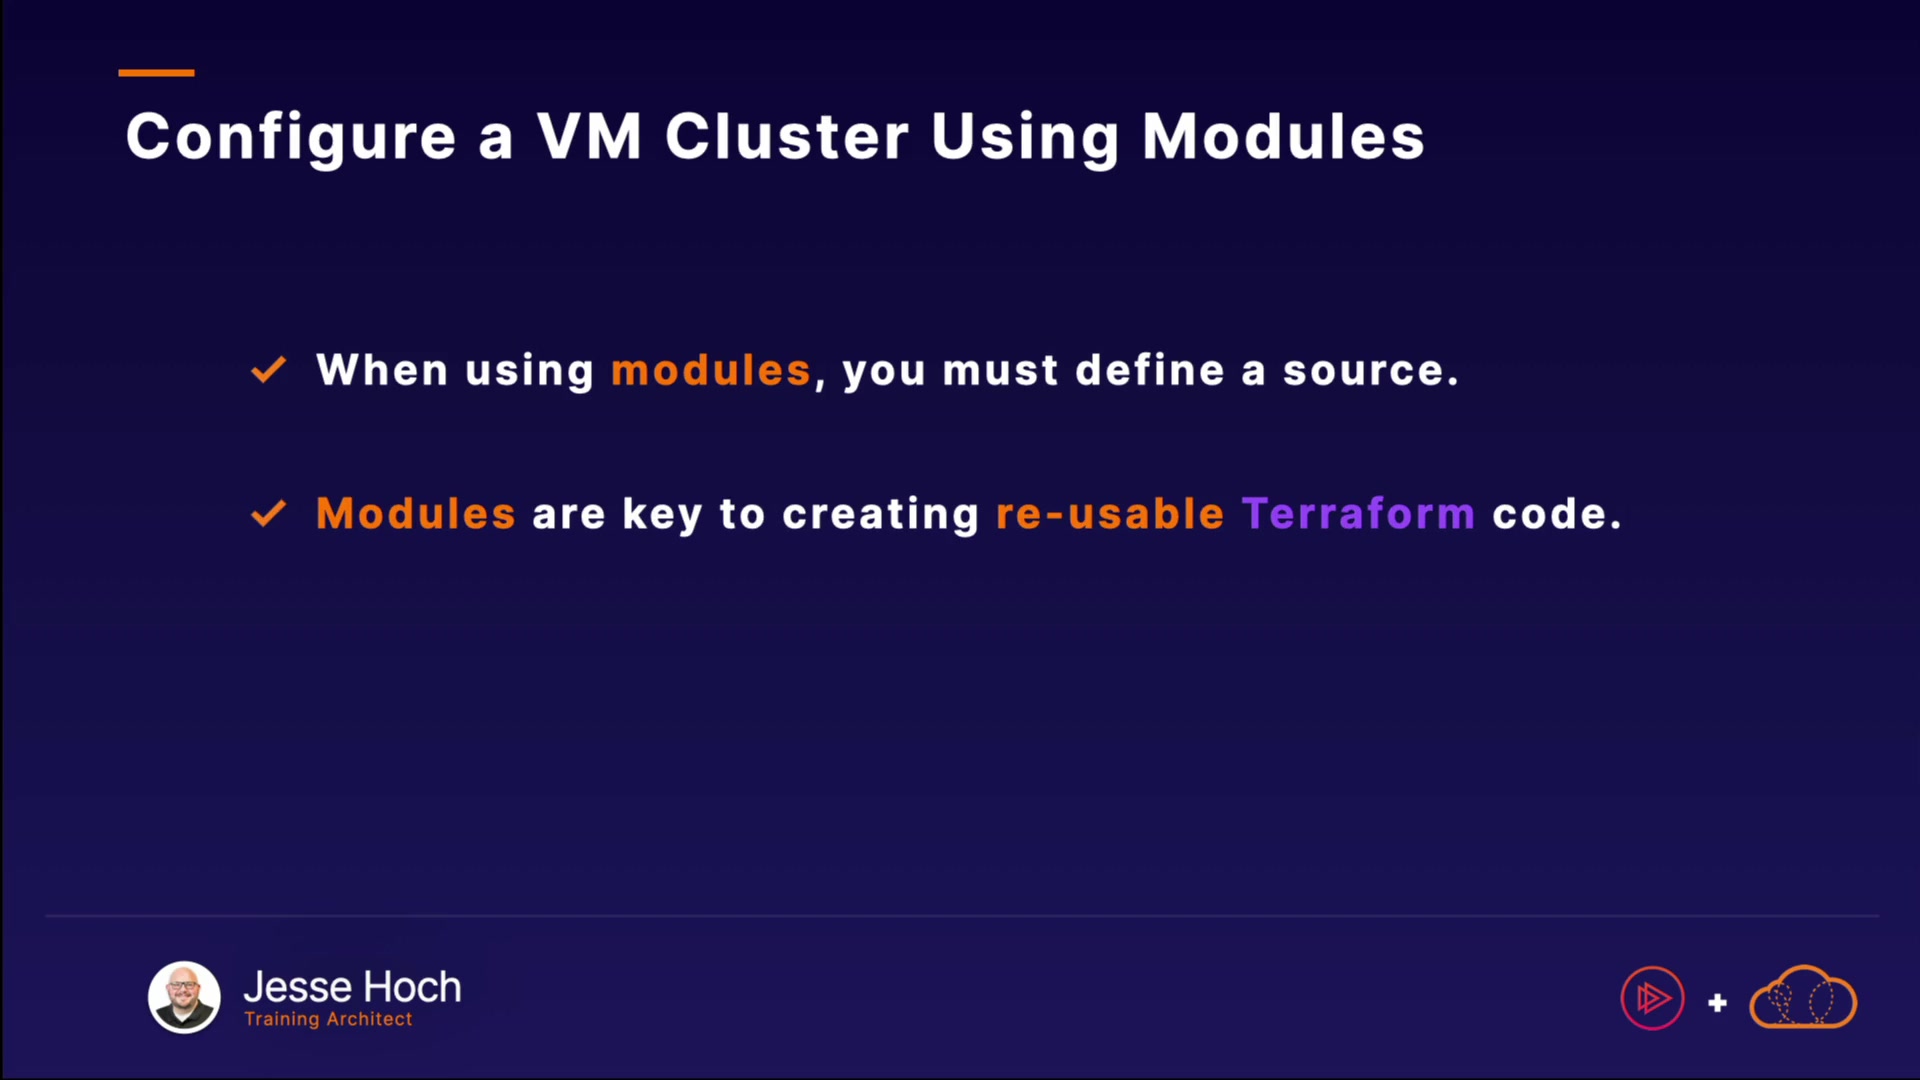 Configure a VM Cluster Using Modules
When using modules, you must define a source.
Modules are key to creating re-usable Terraform code.
Jesse Hoch
Training Architect